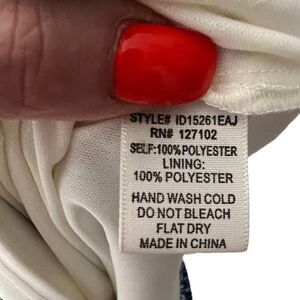 STYLE# ID15261EAJ
RN# 127102
SELF:100%POLYESTER
LINING:
100% POLYESTER
HAND WASH COLD
DO NOT BLEACH
FLAT DRY
MADE IN CHINA